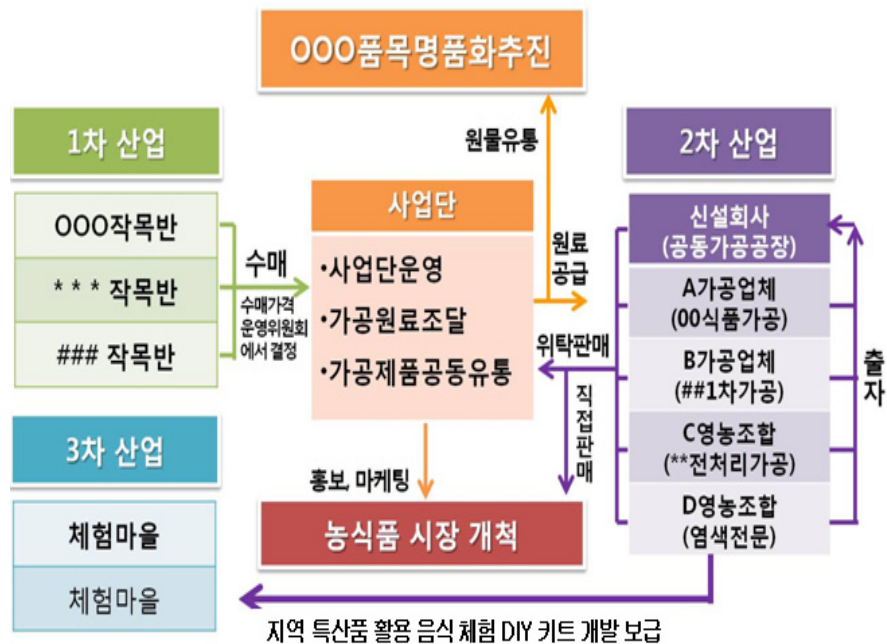 OOO품목명품화추진
1차 산업
OOO작목반
* * * 작목반
### 작목반
수매
수매가격
운영위원회
에서 결정
사업단
•사업단운영
•가공원료조달
•가공제품공동유통
원물유통
원료
공급
위탁판매
직접판매
2차 산업
신설회사
(공동가공공장)
A가공업체
(00식품가공)
B가공업체
(##1차가공)
C영농조합
(**전처리가공)
D영농조합
(염색전문)
출자
3차 산업
체험마을
체험마을
홍보, 마케팅
농식품 시장 개척
지역 특산품 활용 음식 체험 DIY 키트 개발 보급